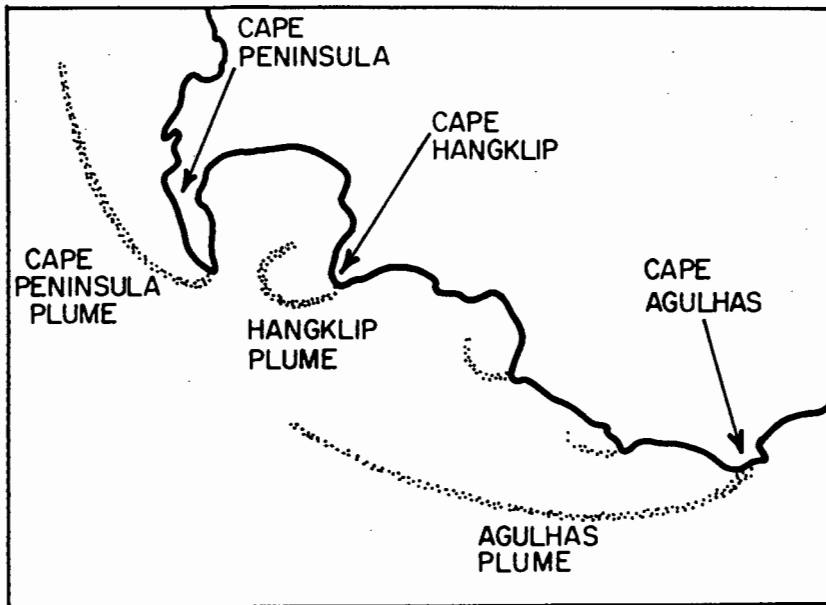 CAPE
PENINSULA
CAPE
HANGKLIP
CAPE
PENINSULA
PLUME
HANGKLIP
PLUME
CAPE
AGULHAS
AGULHAS
PLUME